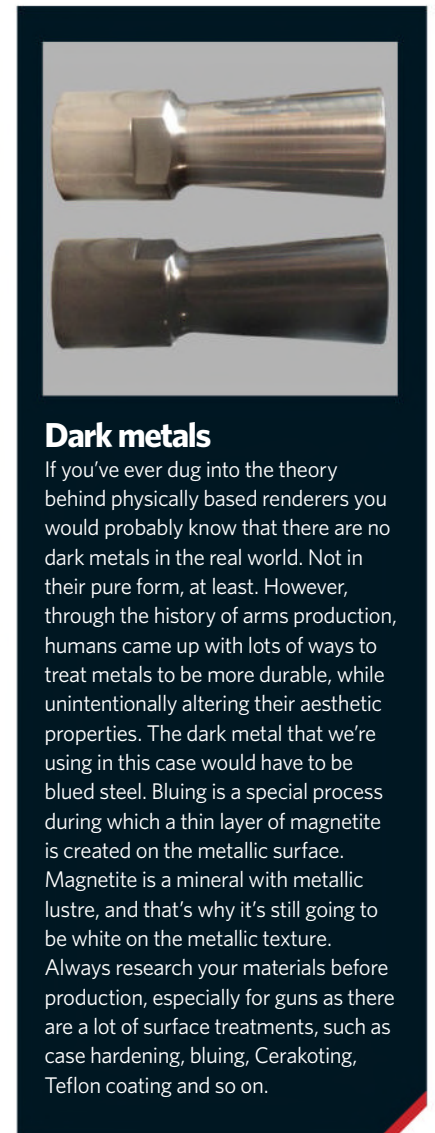 Dark metals
If you’ve ever dug into the theory
behind physically based renderers you
would probably know that there are no
dark metals in the real world. Not in
their pure form, at least. However,
through the history of arms production,
humans came up with lots of ways to
treat metals to be more durable, while
unintentionally altering their aesthetic
properties. The dark metal that we’re
using in this case would have to be
blued steel. Bluing is a special process
during which a thin layer of magnetite
is created on the metallic surface.
Magnetite is a mineral with metallic
lustre, and that’s why it’s still going to
be white on the metallic texture.
Always research your materials before
production, especially for guns as there
are a lot of surface treatments, such as
case hardening, bluing, Cerakoting,
Teflon coating and so on.